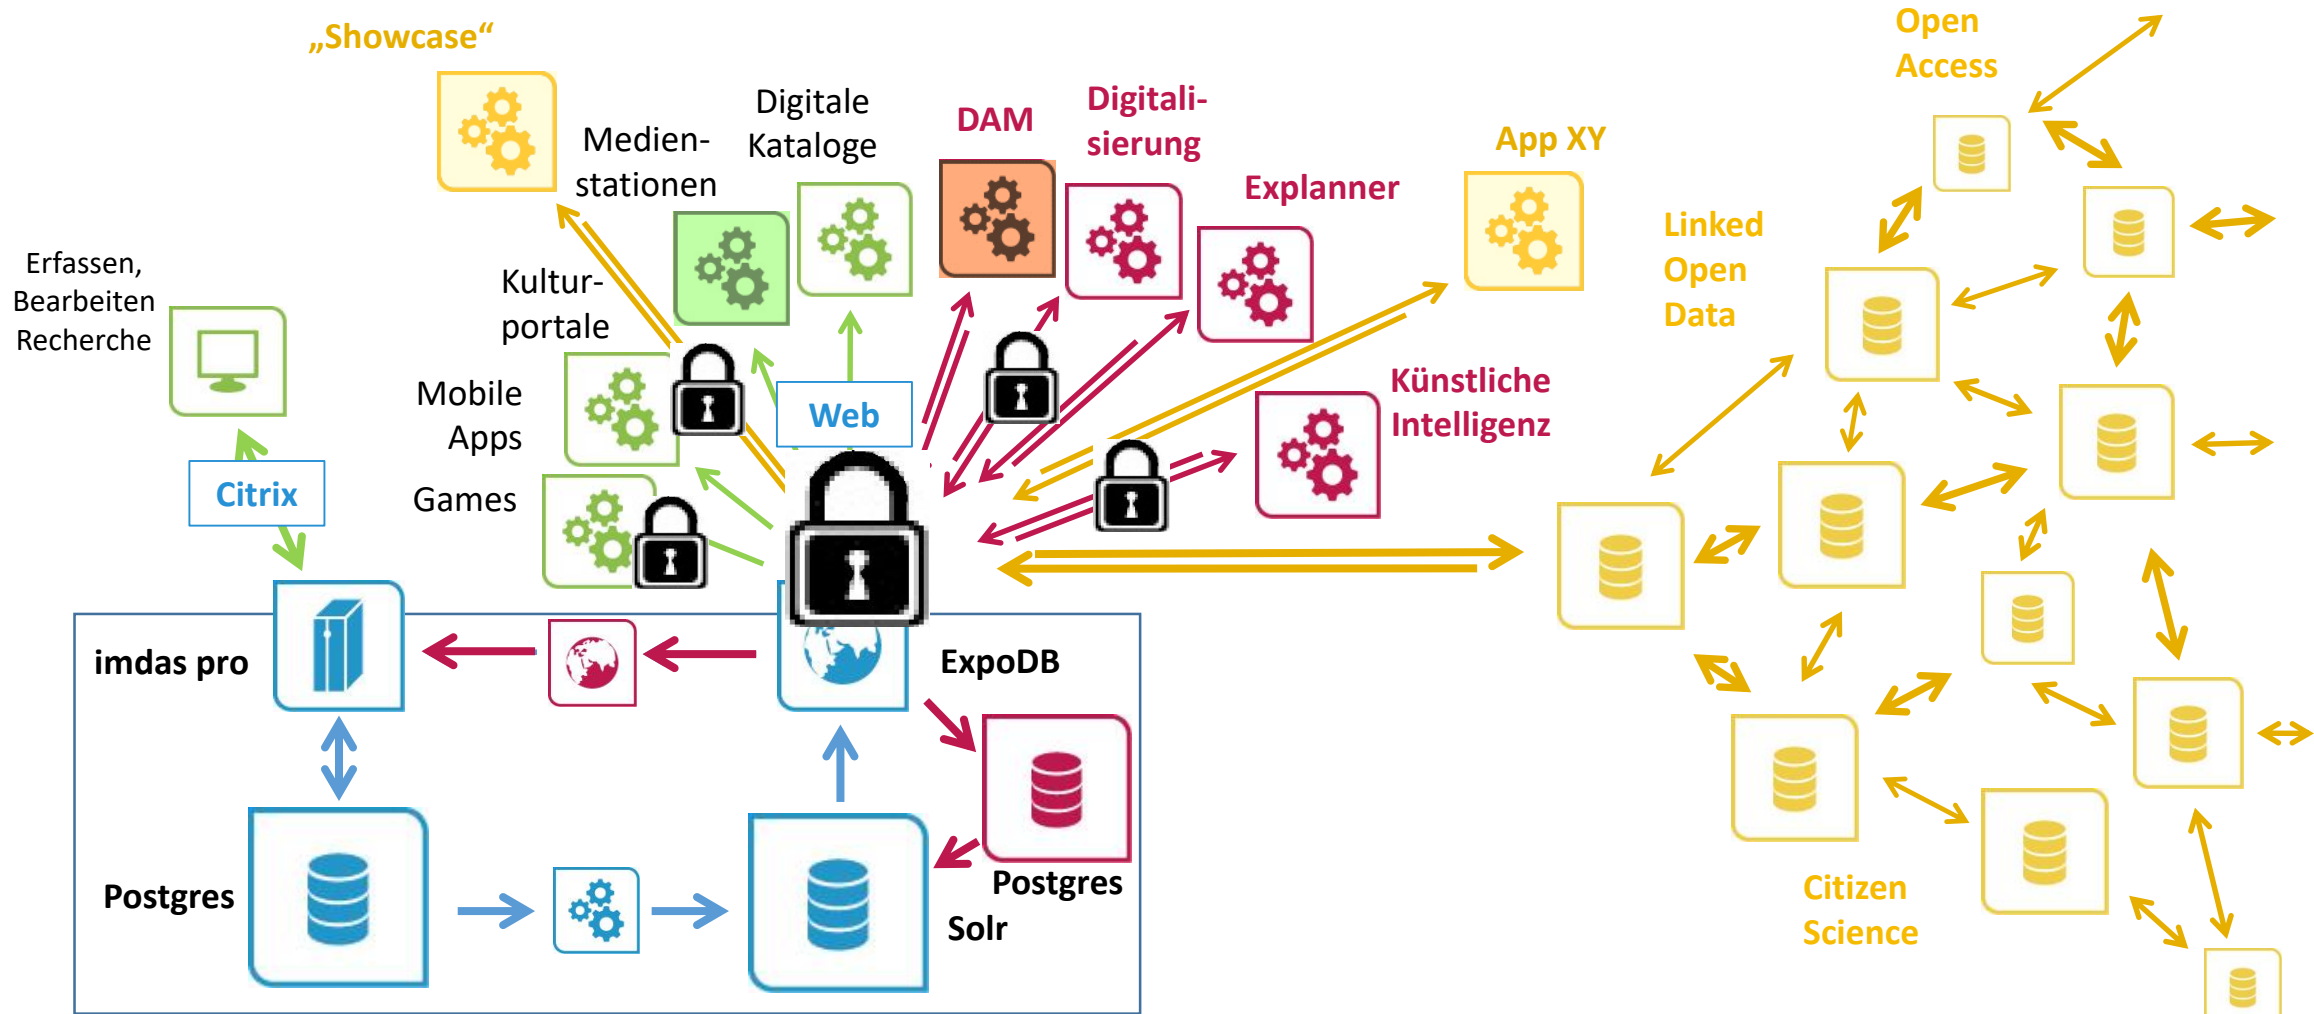 „Showcase“
Medien-
stationen
Digitale
Kataloge
DAM
Digitali-
sierung
Explanner
App XY
Open
Access
Linked
Open
Data
Erfassen,
Bearbeiten
Recherche
Kultur-
portale
Mobile
Apps
Games
Web
Künstliche
Intelligenz
Citrix
imdas pro
ExpoDB
Postgres
Postgres
Solr
Citizen
Science